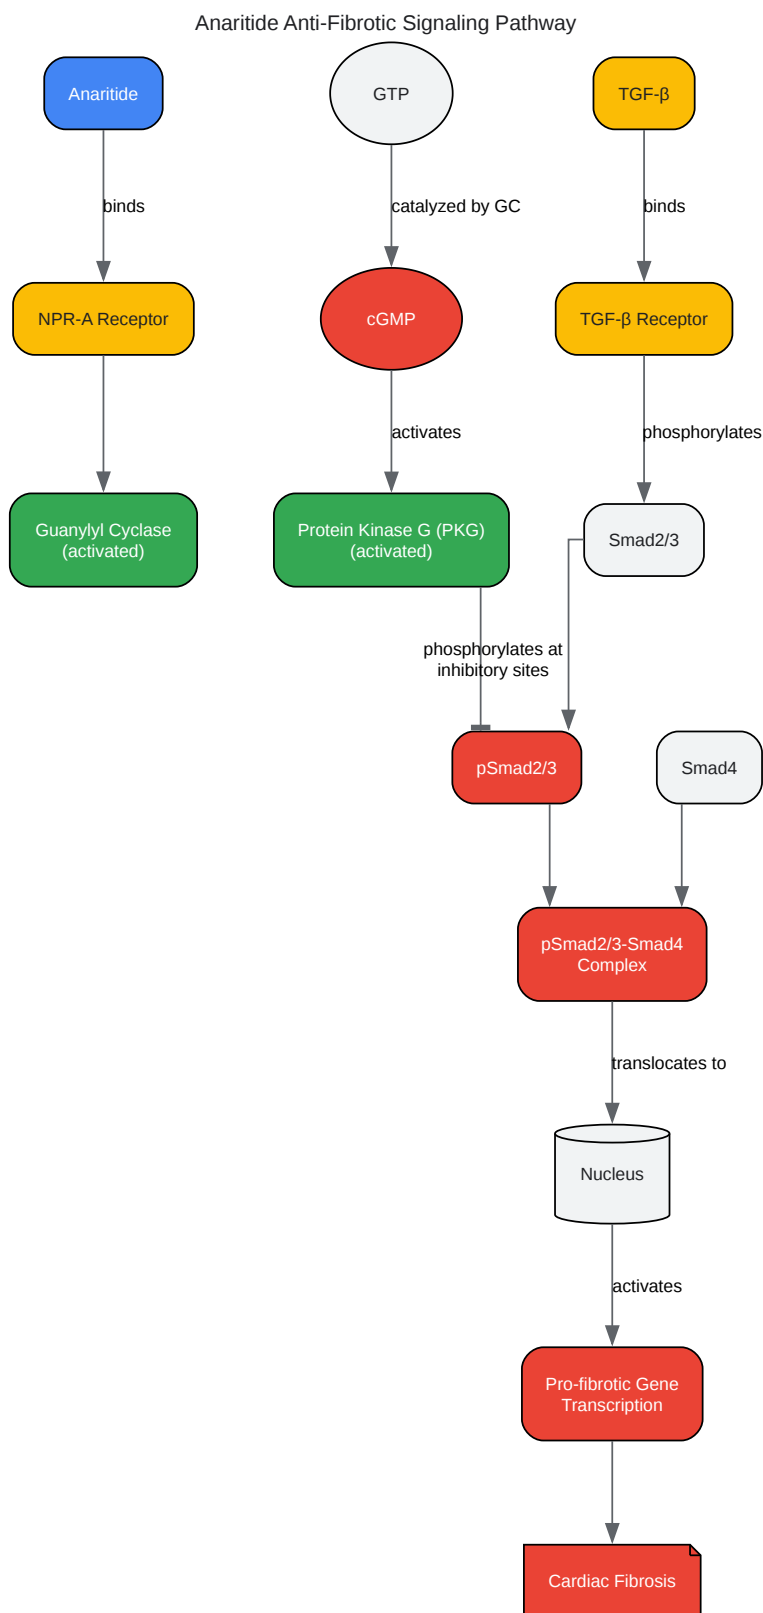 Anaritide Anti-Fibrotic Signaling Pathway
Anaritide
GTP
TGF-β
binds
catalyzed by GC
binds
NPR-A Receptor
cGMP
TGF-β Receptor
activates
phosphorylates
Guanylyl Cyclase
(activated)
Protein Kinase G (PKG)
(activated)
Smad2/3
phosphorylates at
inhibitory sites
pSmad2/3
Smad4
pSmad2/3-Smad4
Complex
translocates to
Nucleus
activates
Pro-fibrotic Gene
Transcription
Cardiac Fibrosis